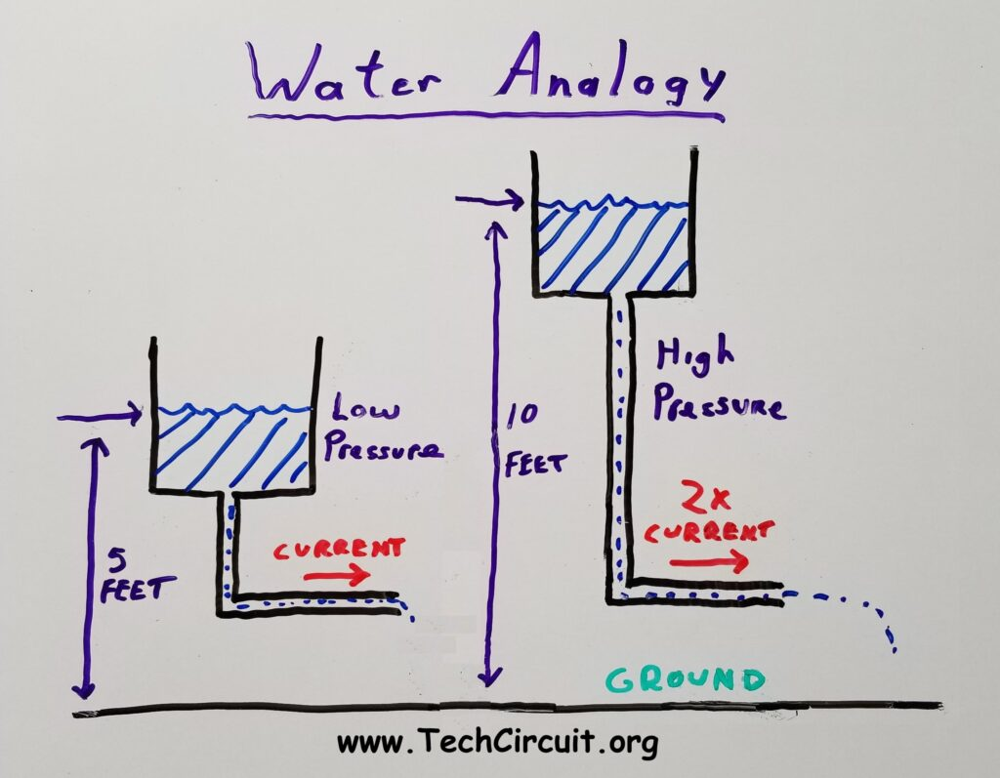 Water Analogy
Low
Pressure
5
FEET
CURRENT
10
FEET
High
Pressure
2x
CURRENT
GROUND
www.TechCircuit.org